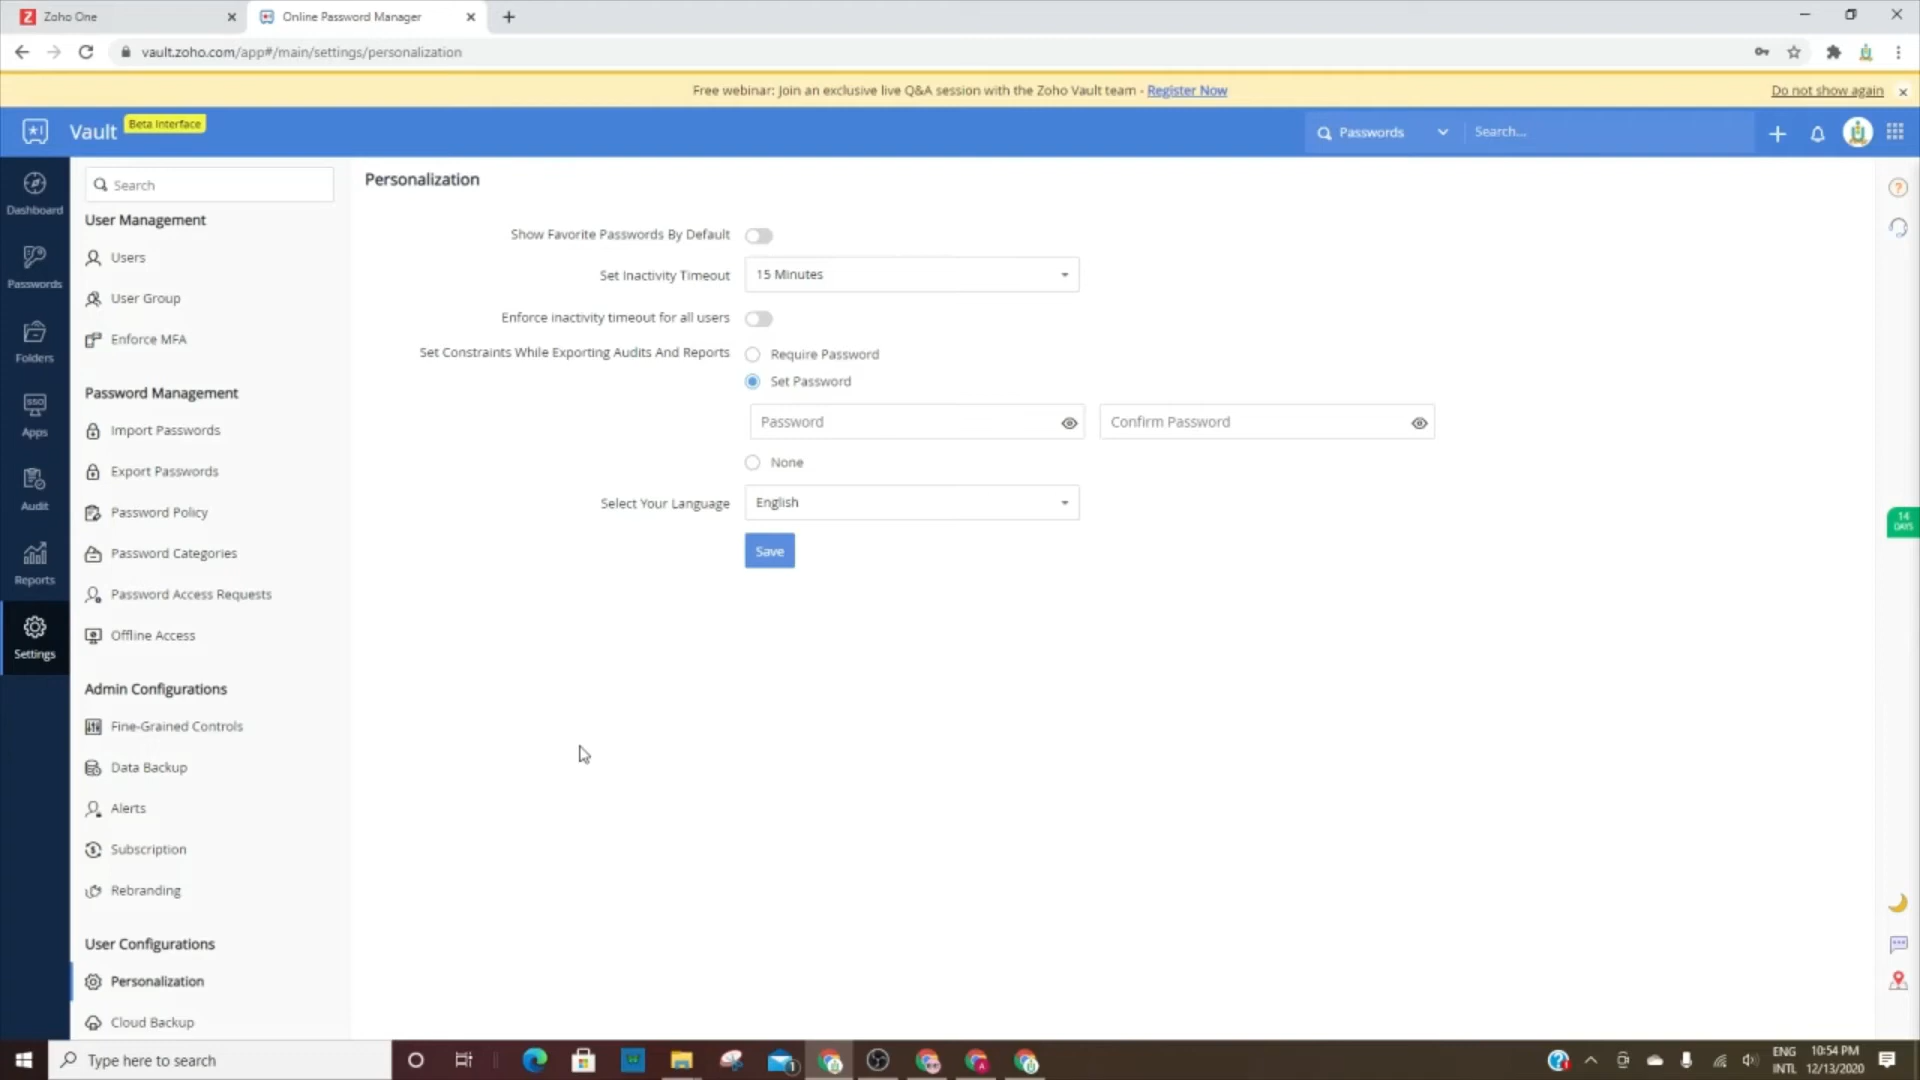 Zoho One
Online Password Manager
vault.zoho.com/app#/main/settings/personalization
Free webinar: Join an exclusive live Q&A session with the Zoho Vault team - Register Now
Do not show again
Vault
Beta Interface
Passwords
Search...
Dashboard
Passwords
Folders
SSO
Apps
Audit
Reports
Settings
Search
User Management
Users
User Group
Enforce MFA
Password Management
Import Passwords
Export Passwords
Password Policy
Password Categories
Password Access Requests
Offline Access
Admin Configurations
Fine-Grained Controls
Data Backup
Alerts
Subscription
Rebranding
User Configurations
Personalization
Cloud Backup
Personalization
Show Favorite Passwords By Default
Set Inactivity Timeout
15 Minutes
Enforce inactivity timeout for all users
Set Constraints While Exporting Audits And Reports
Require Password
Set Password
Password
Confirm Password
None
Select Your Language
English
Save
14
DAYS
Type here to search
ENG
INTL
10:54 PM
12/13/2020